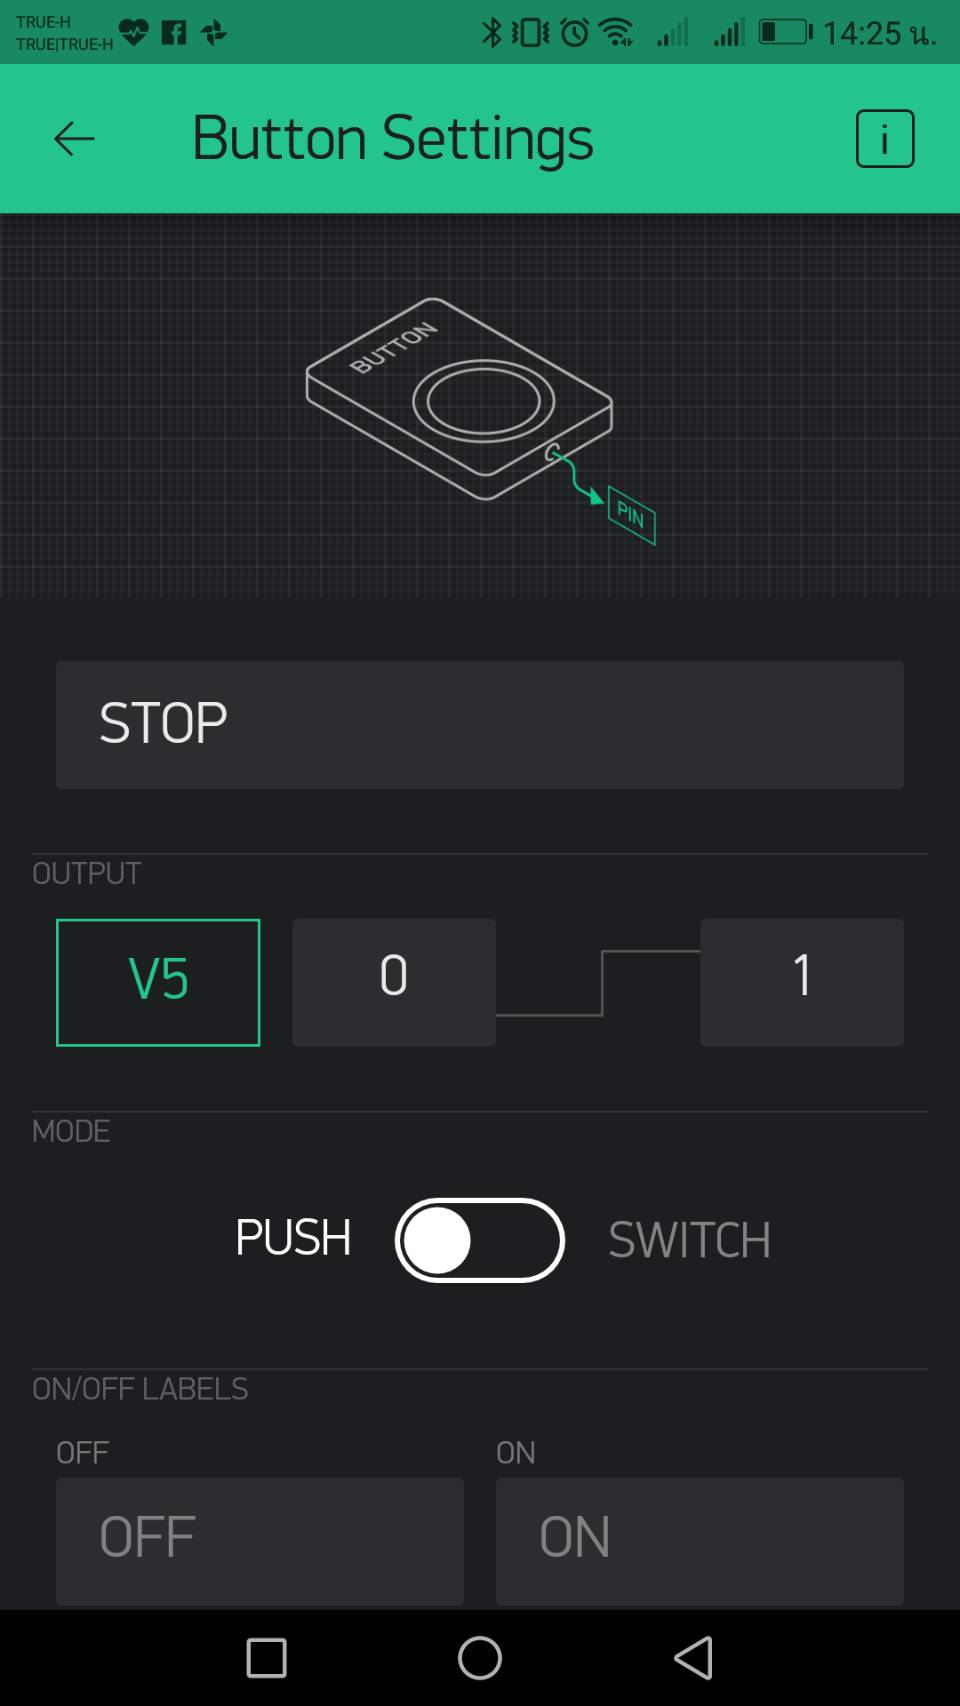 TRUE-H
TRUE|TRUE-H
14:25 น.
Button Settings
i
BUTTON
PIN
STOP
OUTPUT
V5 0 1
MODE
PUSH SWITCH
ON/OFF LABELS
OFF ON
OFF ON